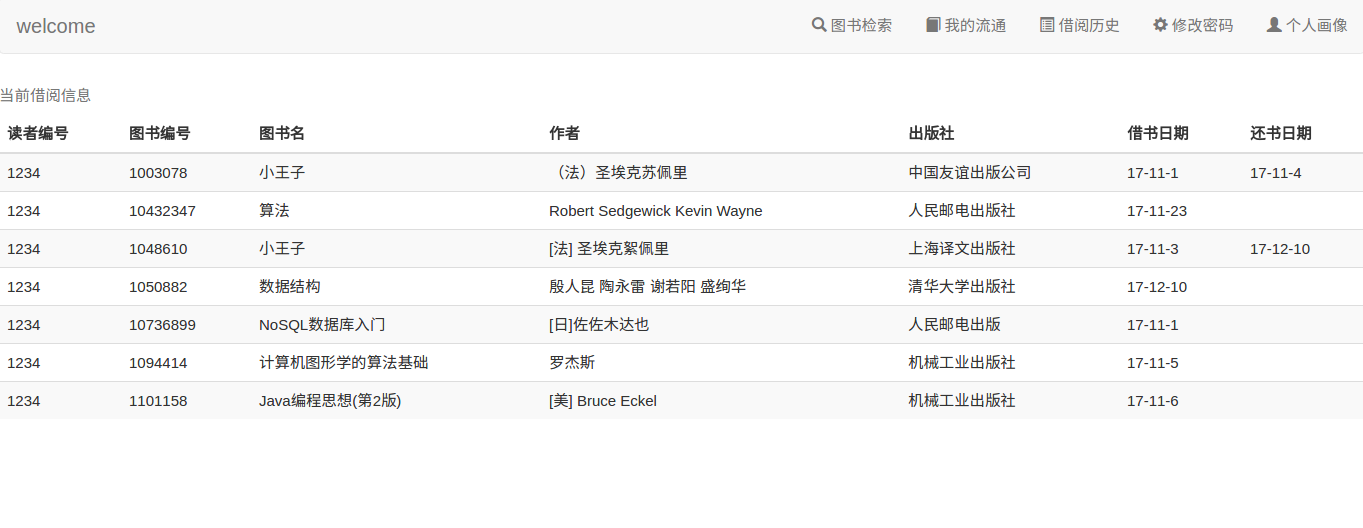 welcome 图书检索 我的流通 借阅历史 修改密码 个人画像
当前借阅信息
读者编号 图书编号 图书名 作者 出版社 借书日期 还书日期
1234 1003078 小王子 （法）圣埃克苏佩里 中国友谊出版公司 17-11-1 17-11-4
1234 10432347 算法 Robert Sedgewick Kevin Wayne 人民邮电出版社 17-11-23
1234 1048610 小王子 [法] 圣埃克絮佩里 上海译文出版社 17-11-3 17-12-10
1234 1050882 数据结构 殷人昆 陶永雷 谢若阳 盛绚华 清华大学出版社 17-12-10
1234 10736899 NoSQL数据库入门 [日]佐佐木达也 人民邮电出版 17-11-1
1234 1094414 计算机图形学的算法基础 罗杰斯 机械工业出版社 17-11-5
1234 1101158 Java编程思想(第2版) [美] Bruce Eckel 机械工业出版社 17-11-6